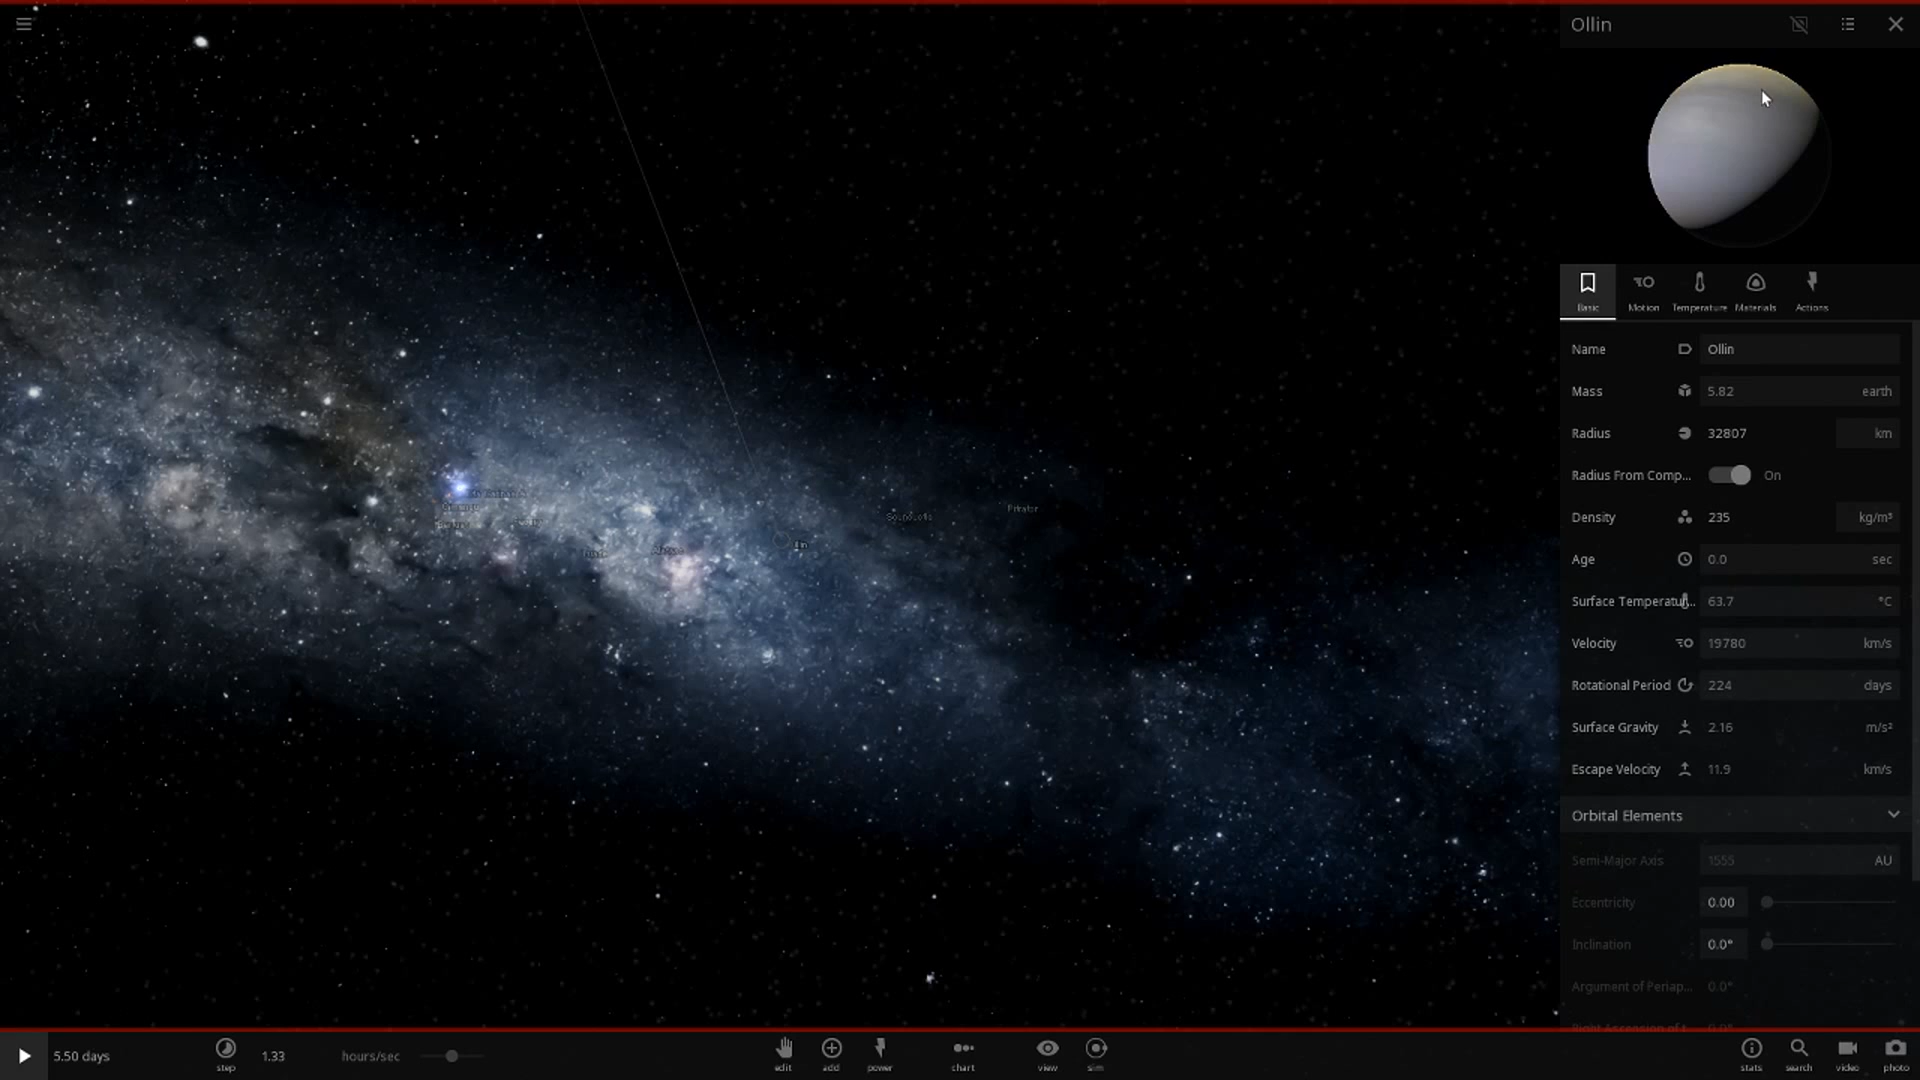 Ollin
Basic
Motion
Temperature
Materials
Actions
Name Ollin
Mass 5.82 earth
Radius 32807 km
Radius From Comp... On
Density 235 kg/m³
Age 0.0 sec
Surface Temperatur... 63.7 °C
Velocity 19780 km/s
Rotational Period 224 days
Surface Gravity 2.16 m/s²
Escape Velocity 11.9 km/s
Orbital Elements
Semi-Major Axis 1555 AU
Eccentricity 0.00
Inclination 0.0°
Argument of Periap... 0.0°
5.50 days
step
1.33 hours/sec
edit
add
power
chart
view
sim
stats
search
video
photo